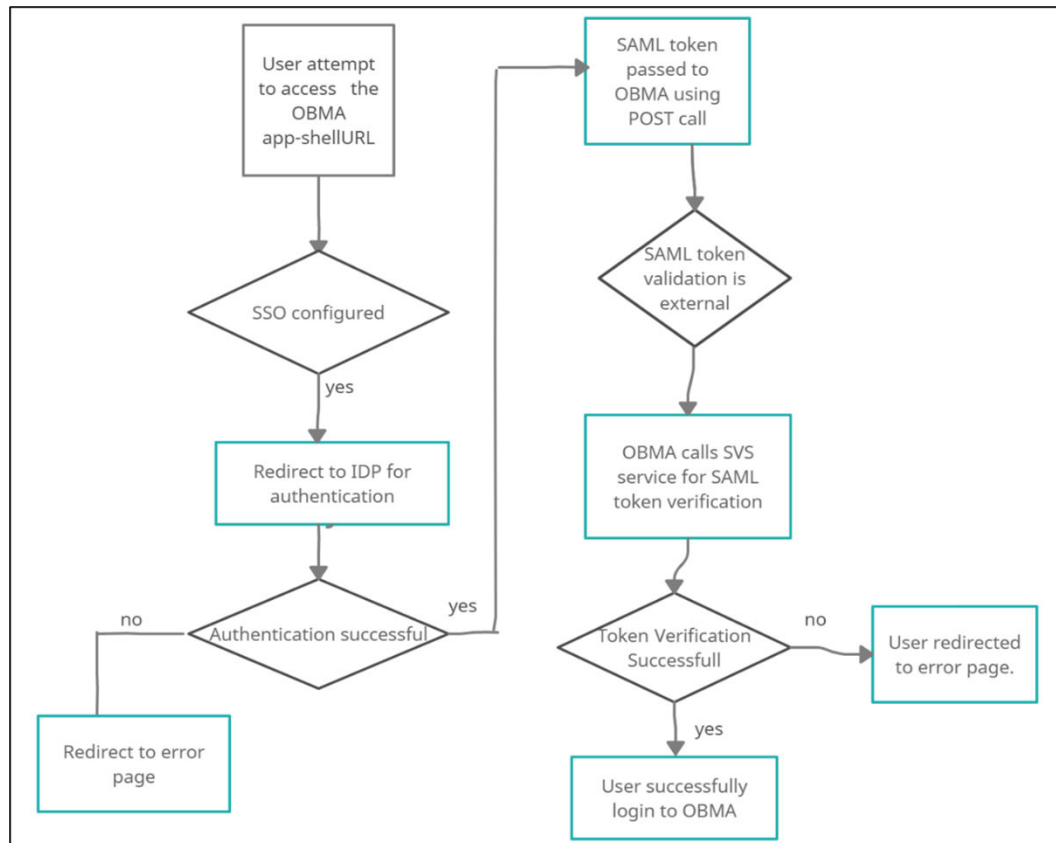 User attempt
to access the
OBMA
app-shellURL
SSO configured
yes
Redirect to IDP for
authentication
Authentication successful
no
yes
Redirect to error
page
SAML token
passed to
OBMA using
POST call
SAML token
validation is
external
OBMA calls SVS
service for SAML
token verification
Token Verification
Successfull
no
User redirected
to error page.
yes
User successfully
login to OBMA